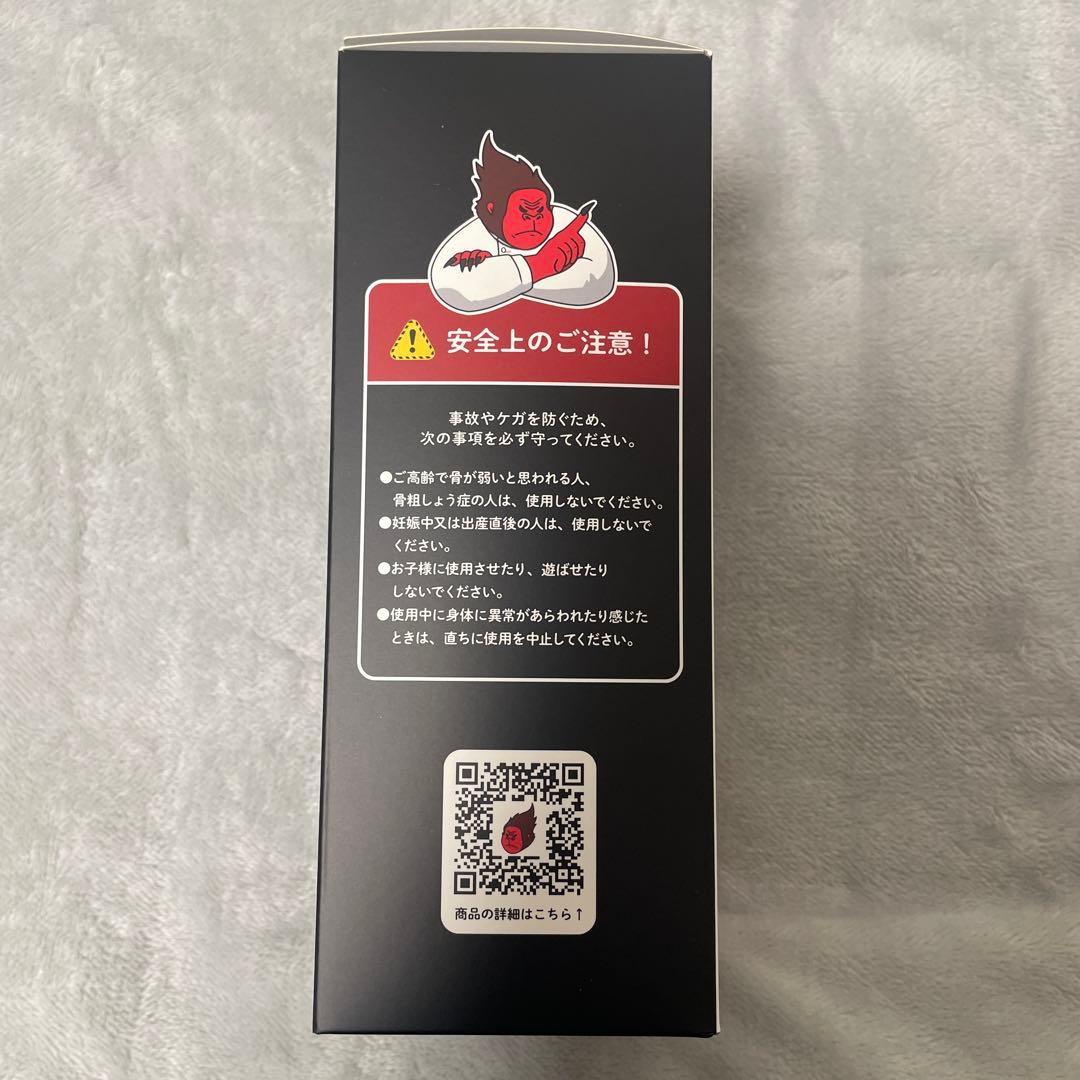 安全上のご注意！
事故やケガを防ぐため、
次の事項を必ず守ってください。
●ご高齢で骨が弱いと思われる人、
骨粗しょう症の人は、使用しないでください。
●妊娠中又は出産直後の人は、使用しないで
ください。
●お子様に使用させたり、遊ばせたり
しないでください。
●使用中に身体に異常があらわれたり感じた
ときは、直ちに使用を中止してください。
商品の詳細はこちら↑